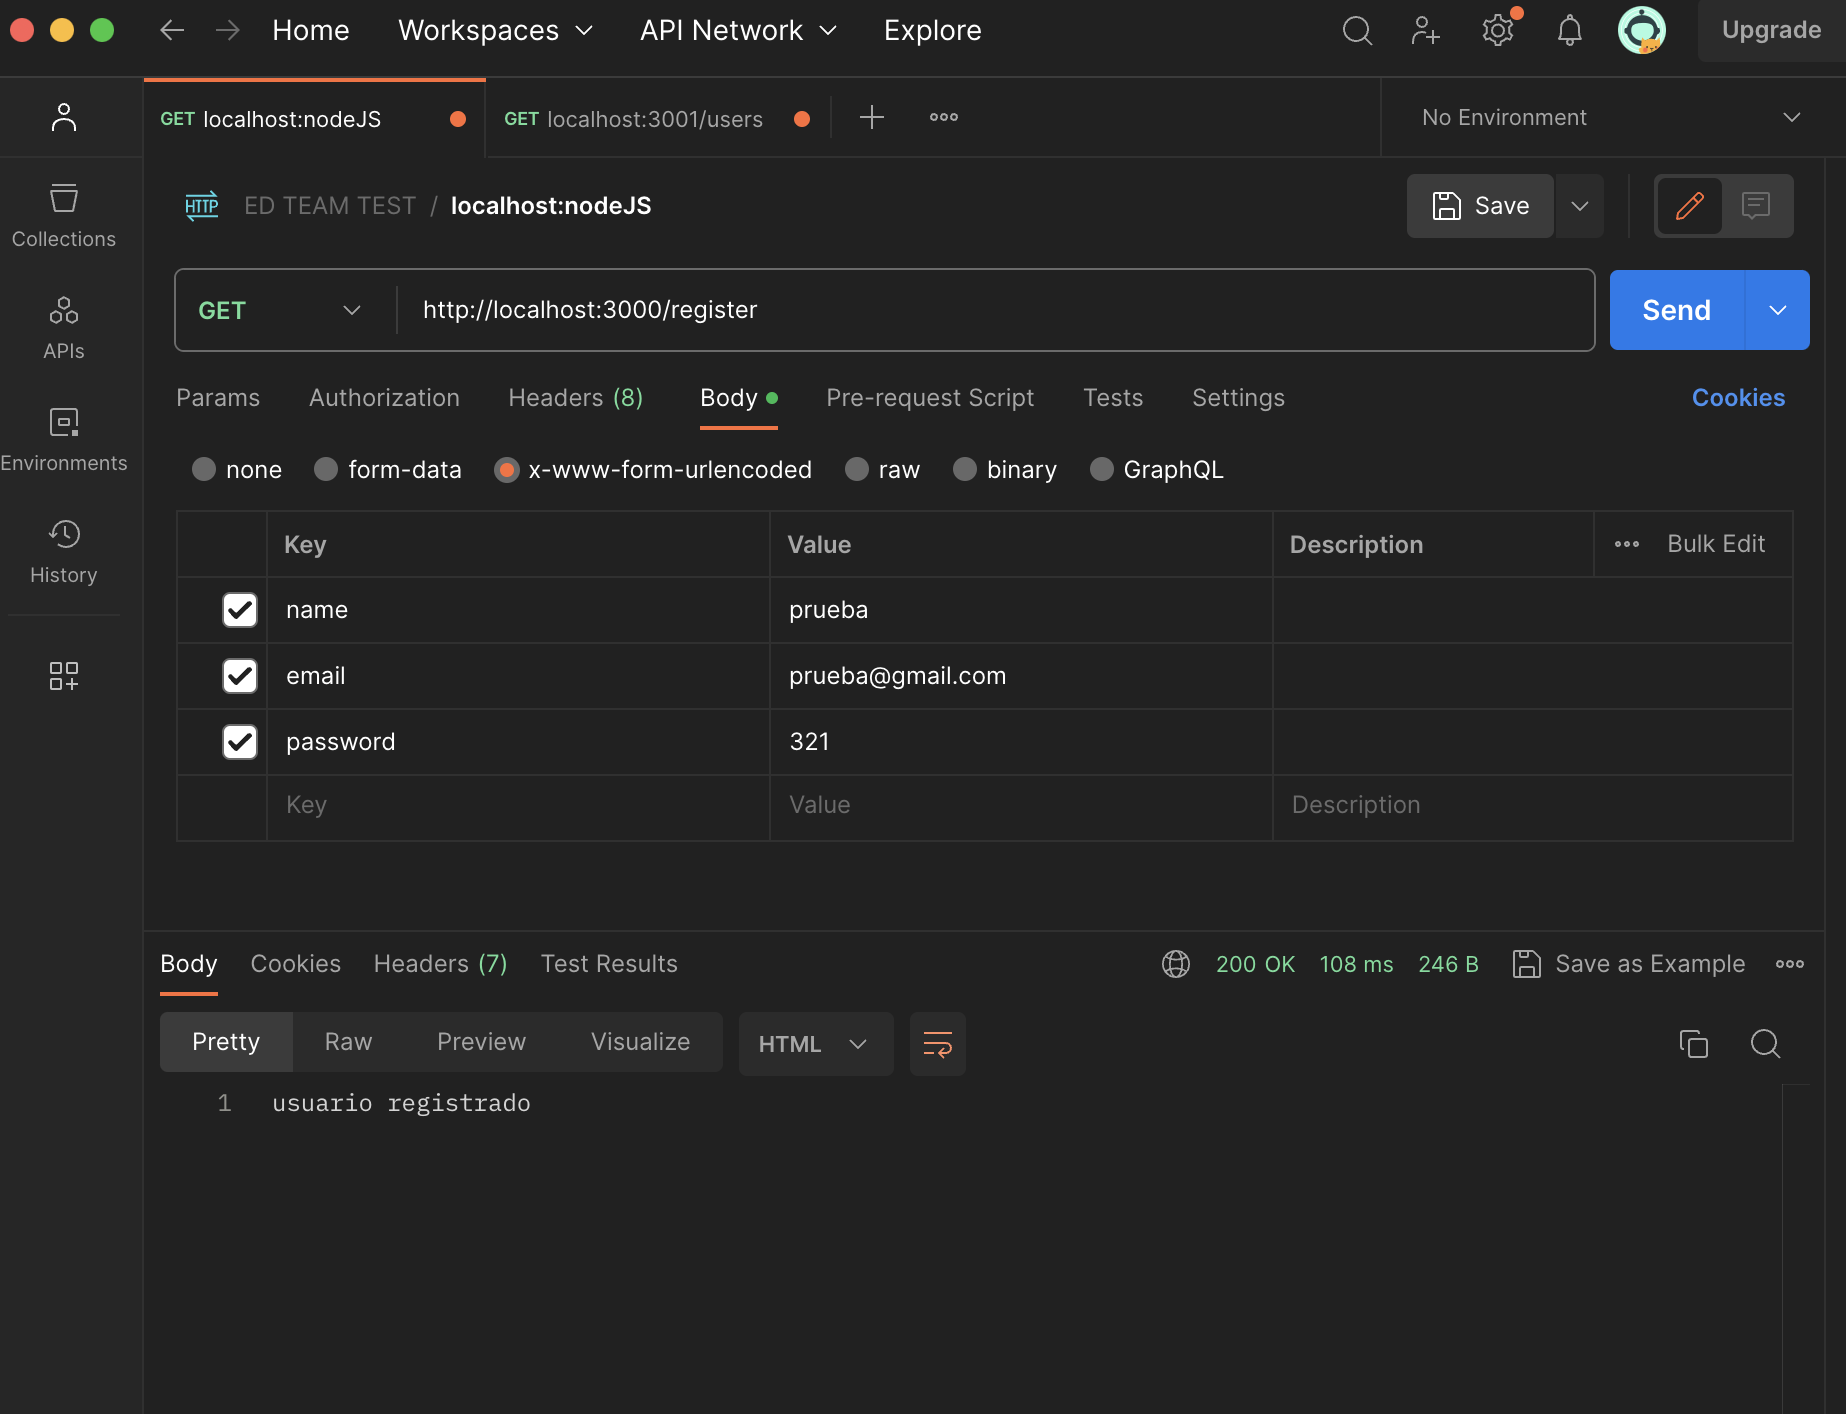 Home Workspaces API Network Explore Upgrade
GET localhost:nodeJS GET localhost:3001/users No Environment
HTTP ED TEAM TEST / localhost:nodeJS Save
Collections
GET http://localhost:3000/register Send
APIs
Params Authorization Headers (8) Body Pre-request Script Tests Settings Cookies
Environments
none form-data x-www-form-urlencoded raw binary GraphQL
Key Value Description Bulk Edit
History
name prueba
email prueba@gmail.com
password 321
Key Value Description
Body Cookies Headers (7) Test Results 200 OK 108 ms 246 B Save as Example
Pretty Raw Preview Visualize HTML
1 usuario registrado